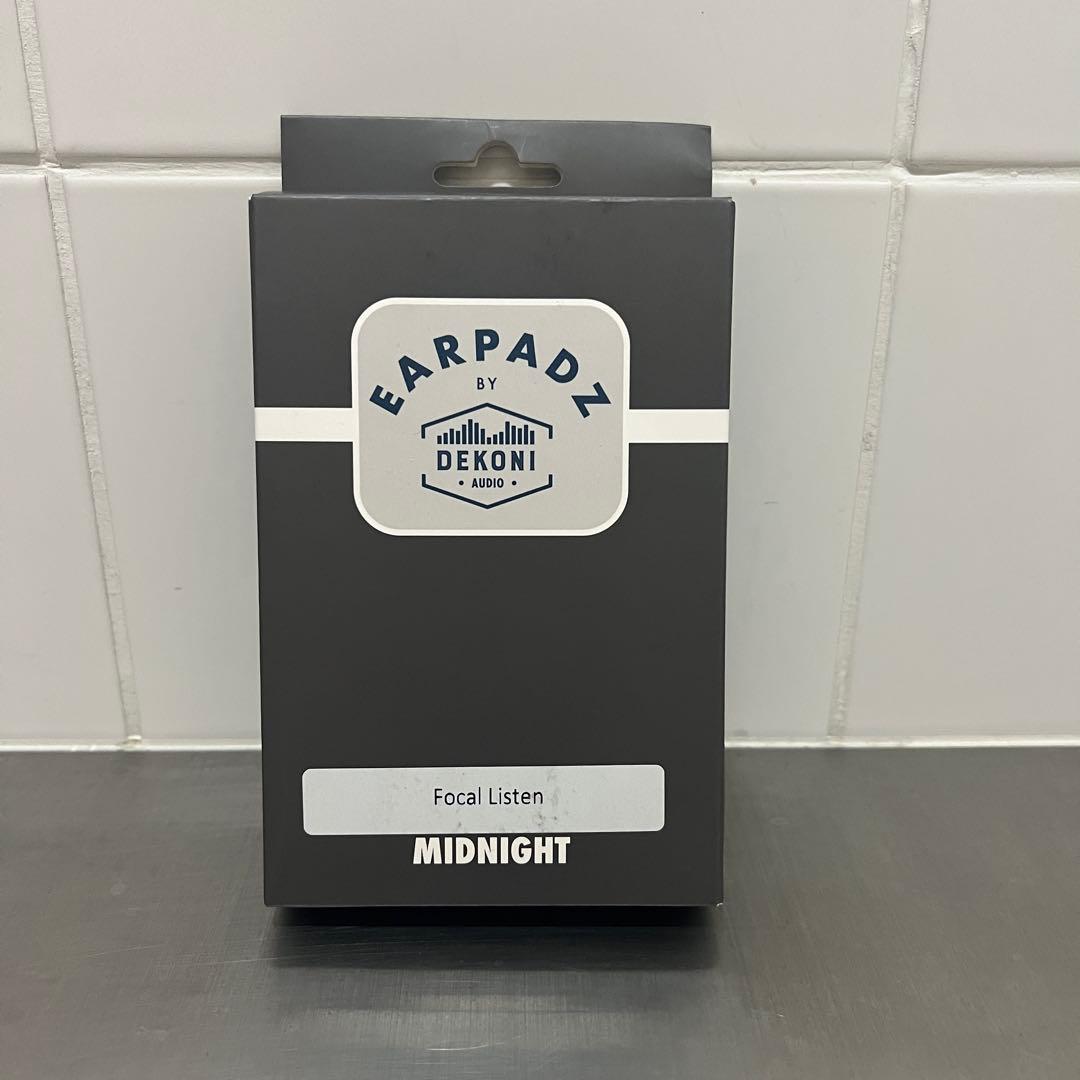 EARPADZ
BY
DEKONI
• AUDIO •
Focal Listen
MIDNIGHT